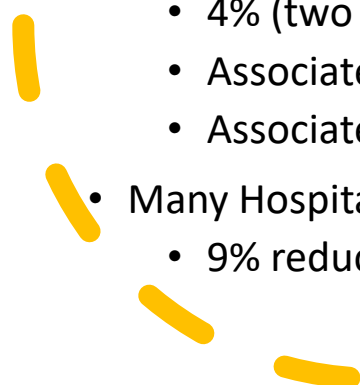 • 4% (two
• Associate
• Associate
• Many Hospita
• 9% reduc